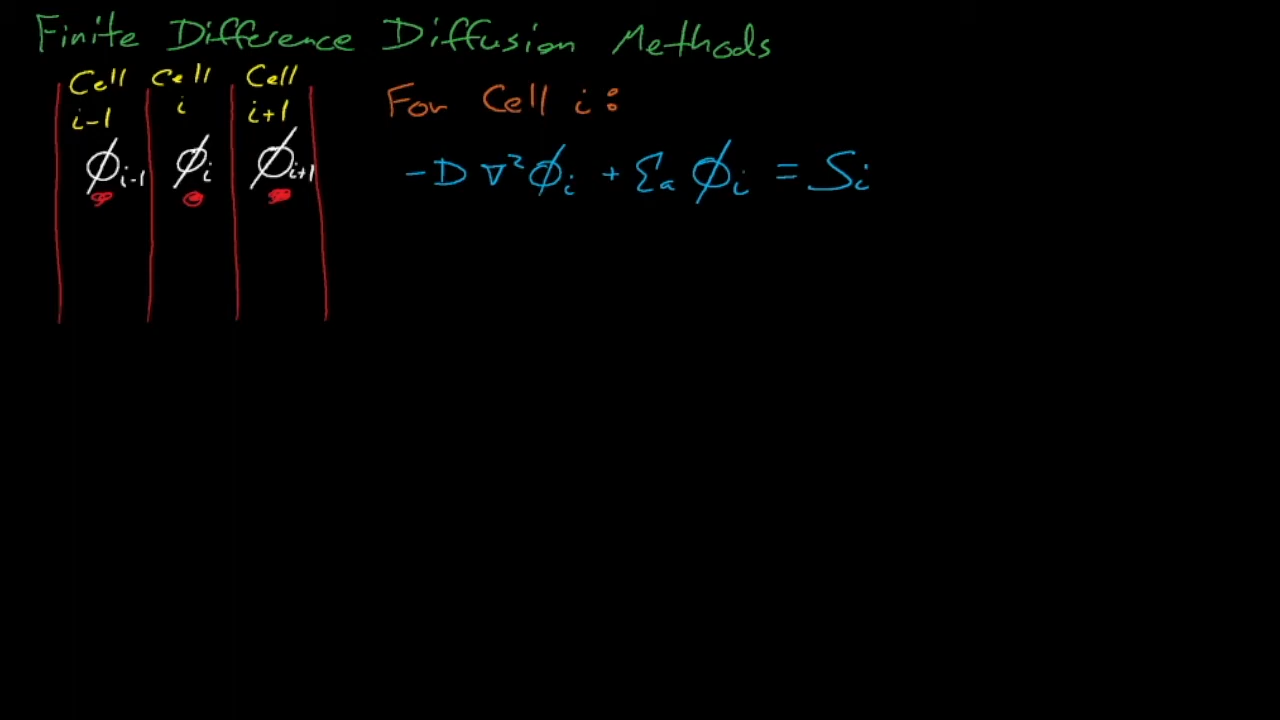 Finite Difference Diffusion Methods
Cell Cell Cell
i-1 i i+1
ϕᵢ₋₁ ϕᵢ ϕᵢ₊₁
For Cell i:
-D∇²ϕᵢ + Σₐ ϕᵢ = Sᵢ